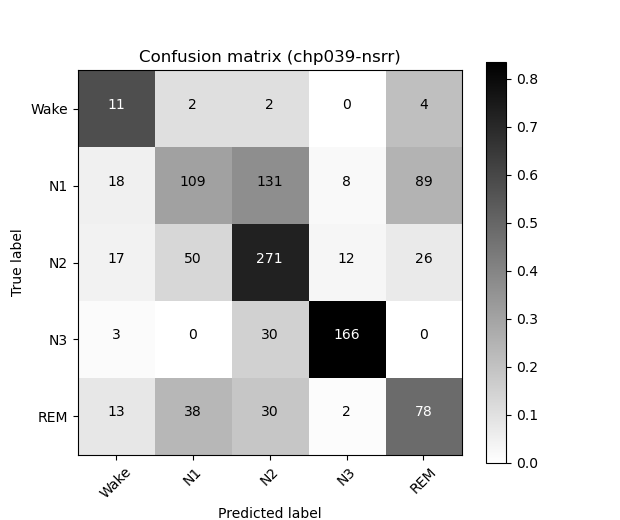 Confusion matrix (chp039-nsrr)
Wake 11 2 2 0 4
N1 18 109 131 8 89
N2 17 50 271 12 26
N3 3 0 30 166 0
REM 13 38 30 2 78
Wake N1 N2 N3 REM
Predicted label
True label
0.8
0.7
0.6
0.5
0.4
0.3
0.2
0.1
0.0